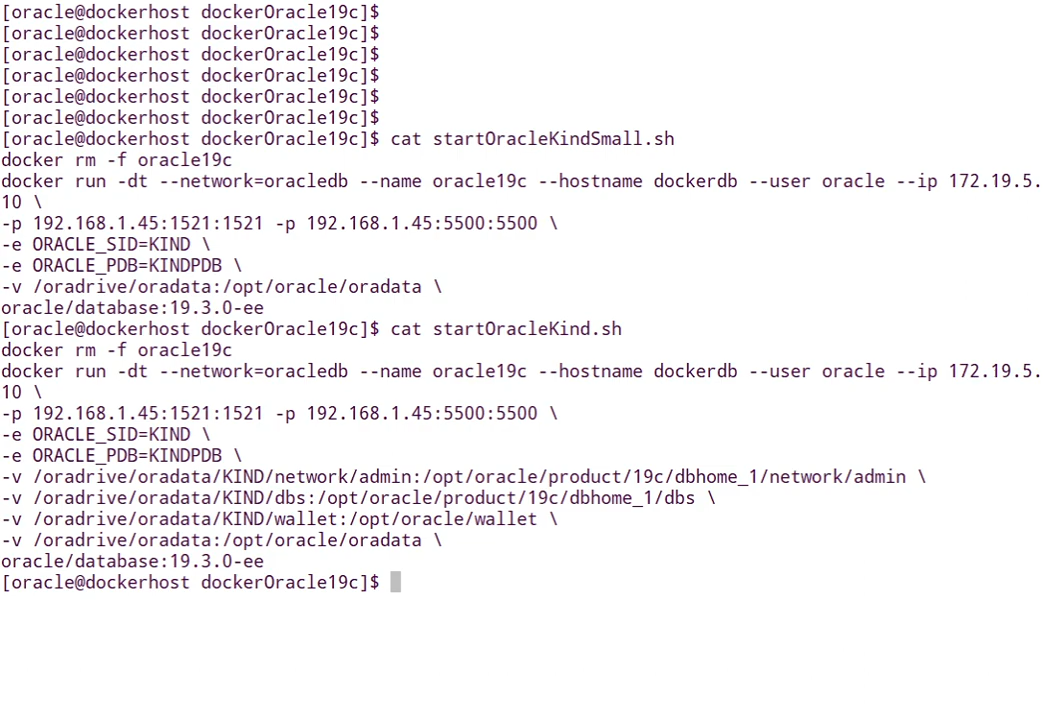 [oracle@dockerhost dockerOracle19c]$
[oracle@dockerhost dockerOracle19c]$
[oracle@dockerhost dockerOracle19c]$
[oracle@dockerhost dockerOracle19c]$
[oracle@dockerhost dockerOracle19c]$
[oracle@dockerhost dockerOracle19c]$
[oracle@dockerhost dockerOracle19c]$ cat startOracleKindSmall.sh
docker rm -f oracle19c
docker run -dt --network=oracledb --name oracle19c --hostname dockerdb --user oracle --ip 172.19.5.
10 \
-p 192.168.1.45:1521:1521 -p 192.168.1.45:5500:5500 \
-e ORACLE_SID=KIND \
-e ORACLE_PDB=KINDPDB \
-v /oradrive/oradata:/opt/oracle/oradata \
oracle/database:19.3.0-ee
[oracle@dockerhost dockerOracle19c]$ cat startOracleKind.sh
docker rm -f oracle19c
docker run -dt --network=oracledb --name oracle19c --hostname dockerdb --user oracle --ip 172.19.5.
10 \
-p 192.168.1.45:1521:1521 -p 192.168.1.45:5500:5500 \
-e ORACLE_SID=KIND \
-e ORACLE_PDB=KINDPDB \
-v /oradrive/oradata/KIND/network/admin:/opt/oracle/product/19c/dbhome_1/network/admin \
-v /oradrive/oradata/KIND/dbs:/opt/oracle/product/19c/dbhome_1/dbs \
-v /oradrive/oradata/KIND/wallet:/opt/oracle/wallet \
-v /oradrive/oradata:/opt/oracle/oradata \
oracle/database:19.3.0-ee
[oracle@dockerhost dockerOracle19c]$